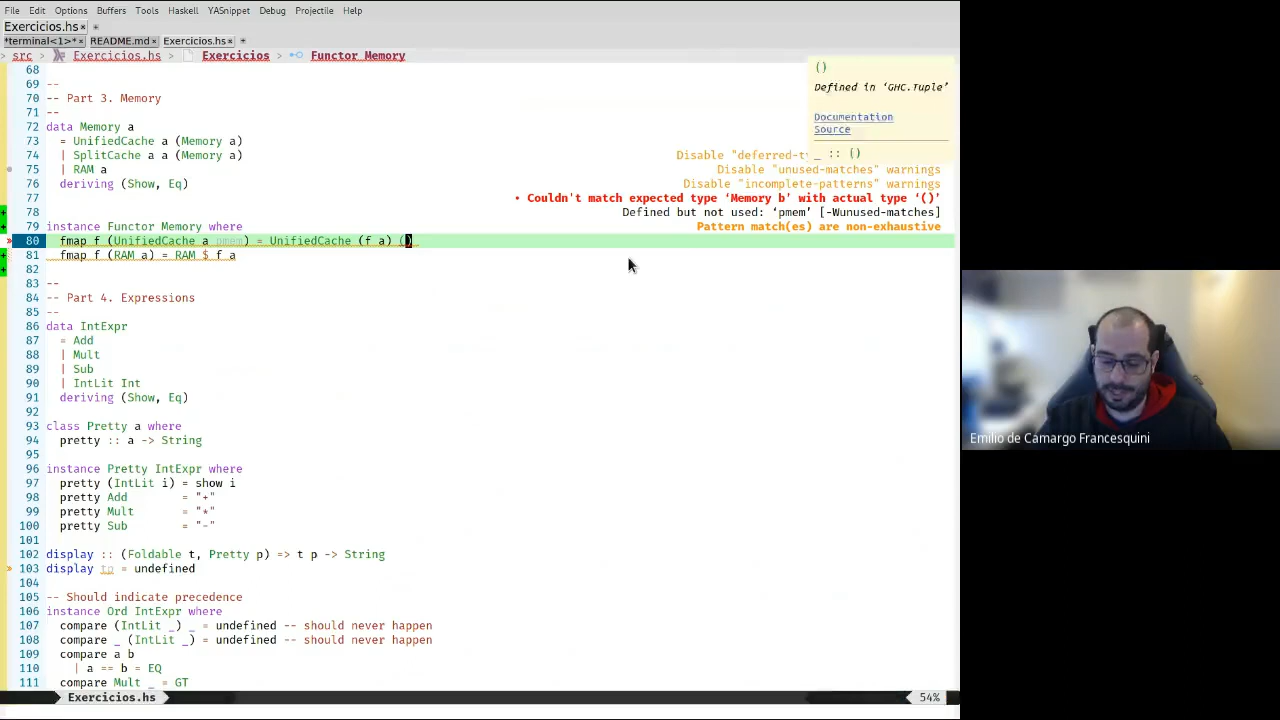 File Edit Options Buffers Tools Haskell YASnippet Debug Projectile Help
Exercicios.hs× +
*terminal<1>*× README.md× Exercicios.hs× +
> src > Exercicios.hs > Exercicios > Functor Memory
()
Defined in ‘GHC.Tuple’
Documentation
Source
_ :: ()
68
69 --
70 -- Part 3. Memory
71 --
72 data Memory a
73 = UnifiedCache a (Memory a)
74 | SplitCache a a (Memory a) Disable "deferred-ty
75 | RAM a Disable "unused-matches" warnings
76 deriving (Show, Eq) Disable "incomplete-patterns" warnings
77 • Couldn't match expected type ‘Memory b’ with actual type ‘()’
78 Defined but not used: ‘pmem’ [-Wunused-matches]
79 instance Functor Memory where Pattern match(es) are non-exhaustive
80 fmap f (UnifiedCache a pmem) = UnifiedCache (f a) ()
81 fmap f (RAM a) = RAM $ f a
82
83 --
84 -- Part 4. Expressions
85 --
86 data IntExpr
87 = Add
88 | Mult
89 | Sub
90 | IntLit Int
91 deriving (Show, Eq)
92
93 class Pretty a where
94 pretty :: a -> String
95
96 instance Pretty IntExpr where
97 pretty (IntLit i) = show i
98 pretty Add = "+"
99 pretty Mult = "*"
100 pretty Sub = "-"
101
102 display :: (Foldable t, Pretty p) => t p -> String
103 display tp = undefined
104
105 -- Should indicate precedence
106 instance Ord IntExpr where
107 compare (IntLit _) _ = undefined -- should never happen
108 compare _ (IntLit _) = undefined -- should never happen
109 compare a b
110 | a == b = EQ
111 compare Mult _ = GT
Exercicios.hs 54%
Emilio de Camargo Francesquini